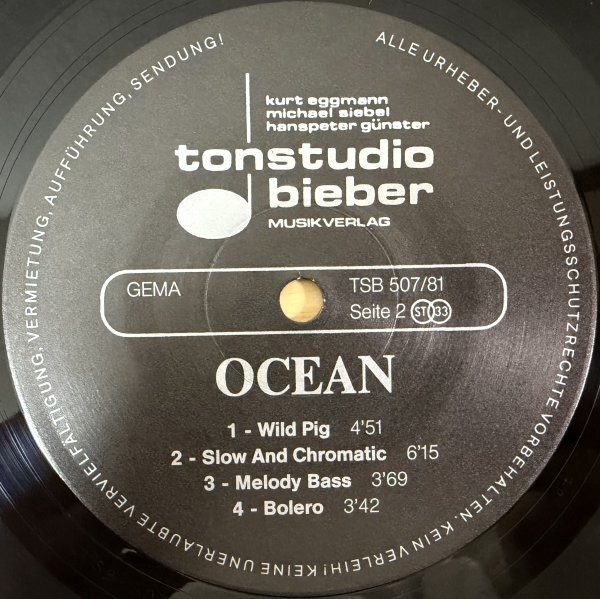 ALLE URHEBER- UND LEISTUNGSSCHUTZRECHTE VORBEHALTEN. KEIN VERLEIH! KEINE UNERLAUBTE VERVIELFÄLTIGUNG, VERMIETUNG, AUFFÜHRUNG, SENDUNG!
kurt eggmann
michael siebel
hanspeter günster
tonstudio
bieber
MUSIKVERLAG
GEMA TSB 507/81
Seite 2 ST 33
OCEAN
1 - Wild Pig 4'51
2 - Slow And Chromatic 6'15
3 - Melody Bass 3'69
4 - Bolero 3'42